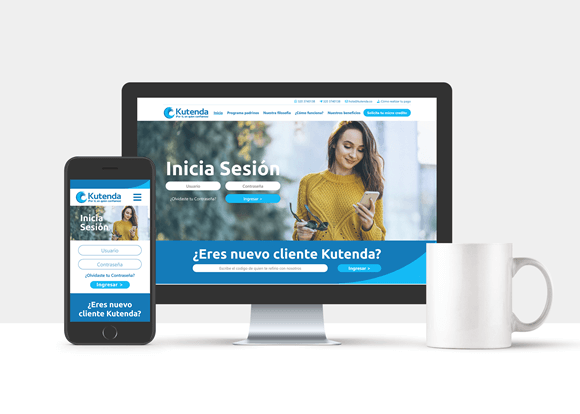 Kutenda
Inicio Programa padrinos Nuestra filosofía ¿Cómo funciona? Nuestros beneficios Solicita tu micro crédito
Inicia Sesión
Usuario Contraseña
¿Olvidaste tu Contraseña? Ingresar >
¿Eres nuevo cliente Kutenda?
Ingresar >
Kutenda
Inicia
Sesión
Usuario
Contraseña
¿Olvidaste tu Contraseña?
Ingresar >
¿Eres nuevo
cliente Kutenda?